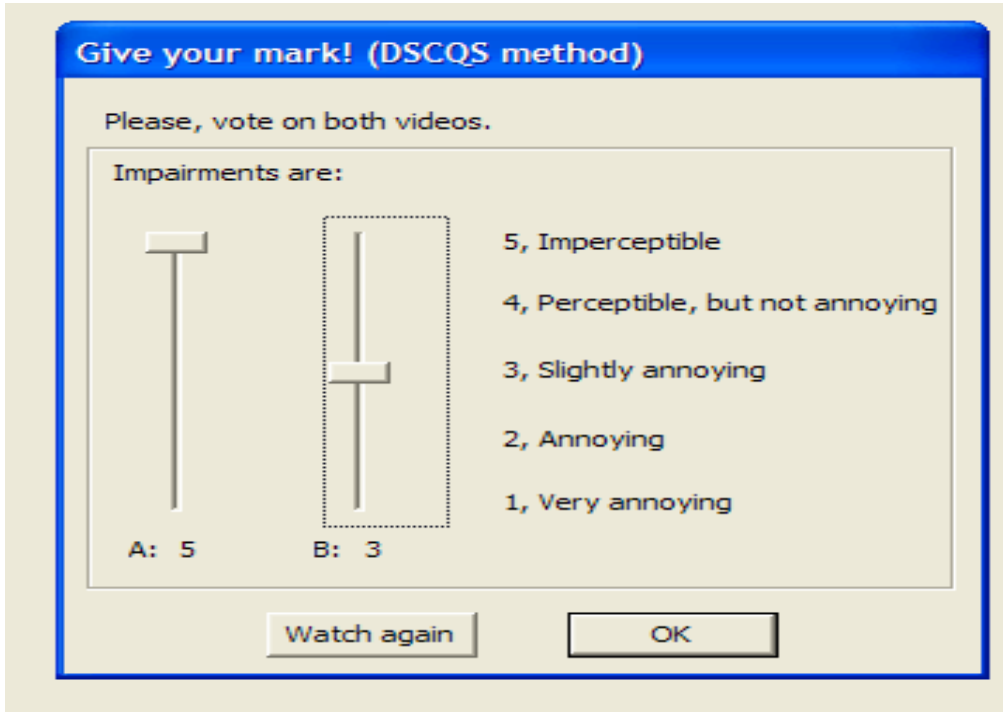 Give your mark! (DSCQS method)
Please, vote on both videos.
Impairments are:
5, Imperceptible
4, Perceptible, but not annoying
3, Slightly annoying
2, Annoying
1, Very annoying
A: 5 B: 3
Watch again OK